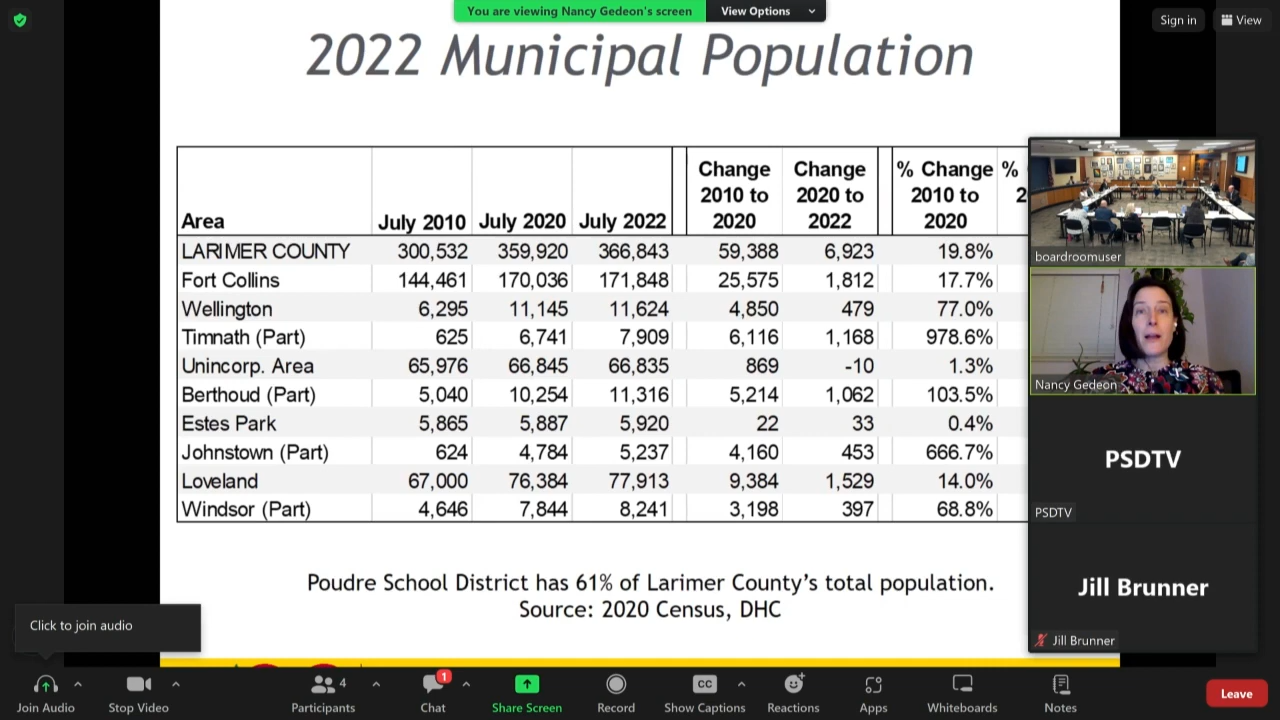 You are viewing Nancy Gedeon's screen View Options
Sign in View
2022 Municipal Population
Area July 2010 July 2020 July 2022 Change 2010 to 2020 Change 2020 to 2022 % Change 2010 to 2020 %
LARIMER COUNTY 300,532 359,920 366,843 59,388 6,923 19.8%
Fort Collins 144,461 170,036 171,848 25,575 1,812 17.7%
Wellington 6,295 11,145 11,624 4,850 479 77.0%
Timnath (Part) 625 6,741 7,909 6,116 1,168 978.6%
Unincorp. Area 65,976 66,845 66,835 869 -10 1.3%
Berthoud (Part) 5,040 10,254 11,316 5,214 1,062 103.5%
Estes Park 5,865 5,887 5,920 22 33 0.4%
Johnstown (Part) 624 4,784 5,237 4,160 453 666.7%
Loveland 67,000 76,384 77,913 9,384 1,529 14.0%
Windsor (Part) 4,646 7,844 8,241 3,198 397 68.8%
Poudre School District has 61% of Larimer County's total population.
Source: 2020 Census, DHC
boardroomuser
Nancy Gedeon
PSDTV
PSDTV
Jill Brunner
Jill Brunner
Click to join audio
4 1 CC
Join Audio Stop Video Participants Chat Share Screen Record Show Captions Reactions Apps Whiteboards Notes Leave